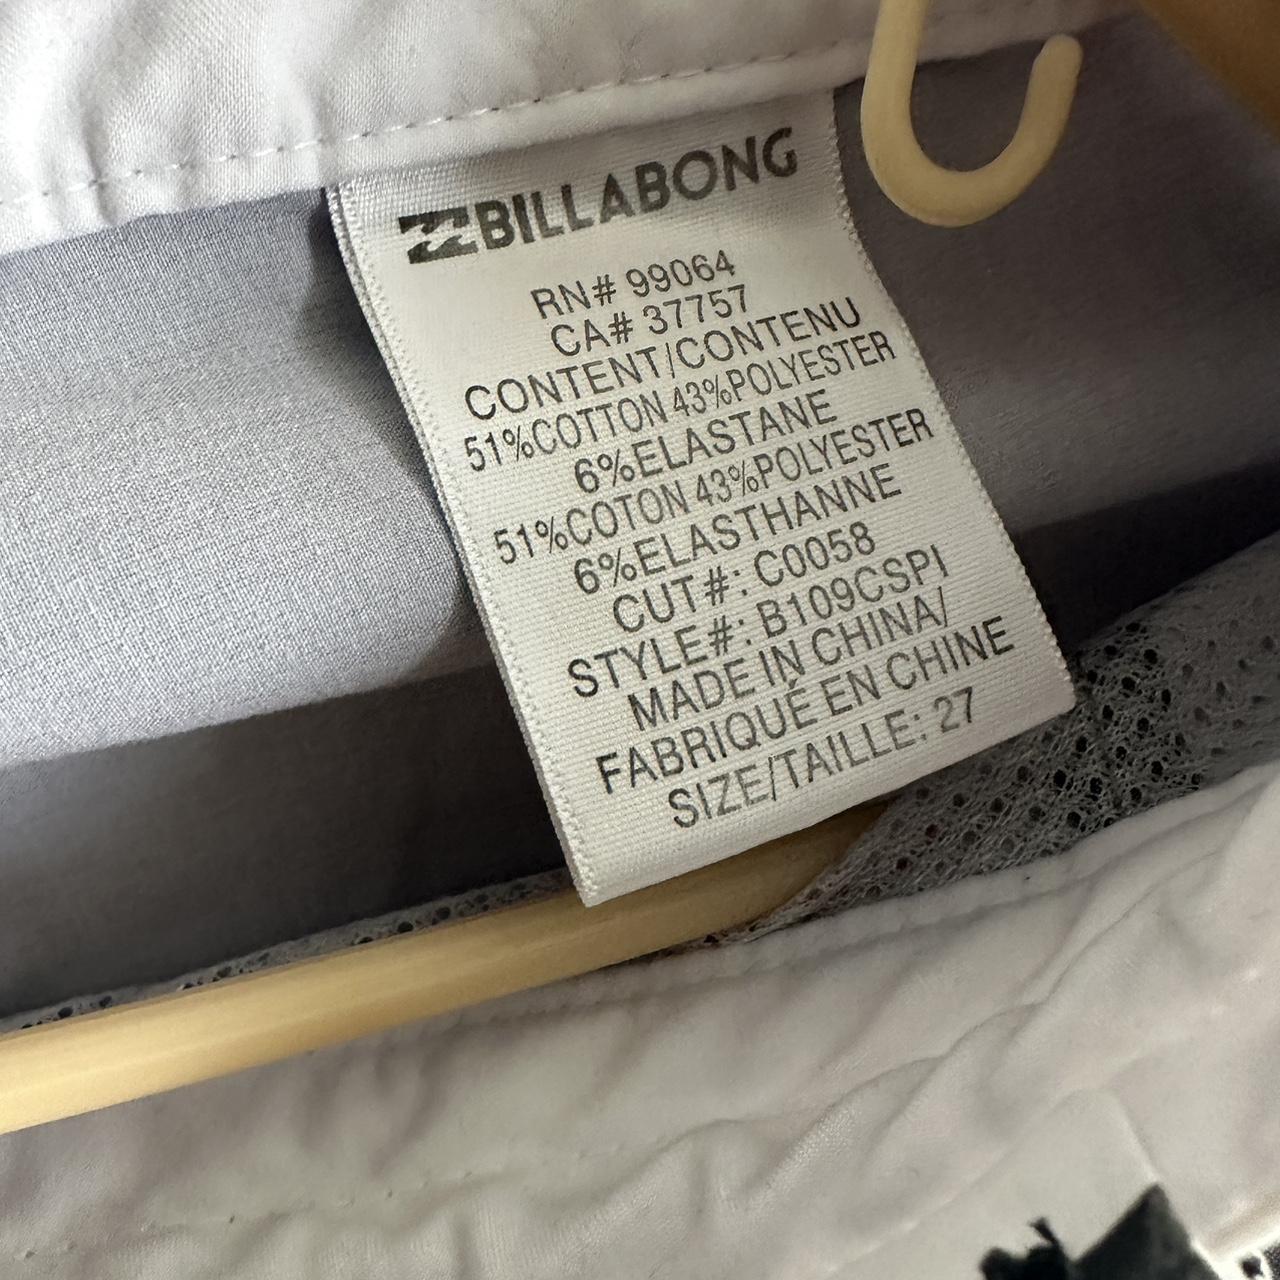 BILLABONG
RN# 99064
CA# 37757
CONTENT/CONTENU
51%COTTON 43%POLYESTER
6%ELASTANE
51%COTON 43%POLYESTER
6%ELASTHANNE
CUT#: C0058
STYLE#: B109CSPI
MADE IN CHINA/
FABRIQUÉ EN CHINE
SIZE/TAILLE: 27